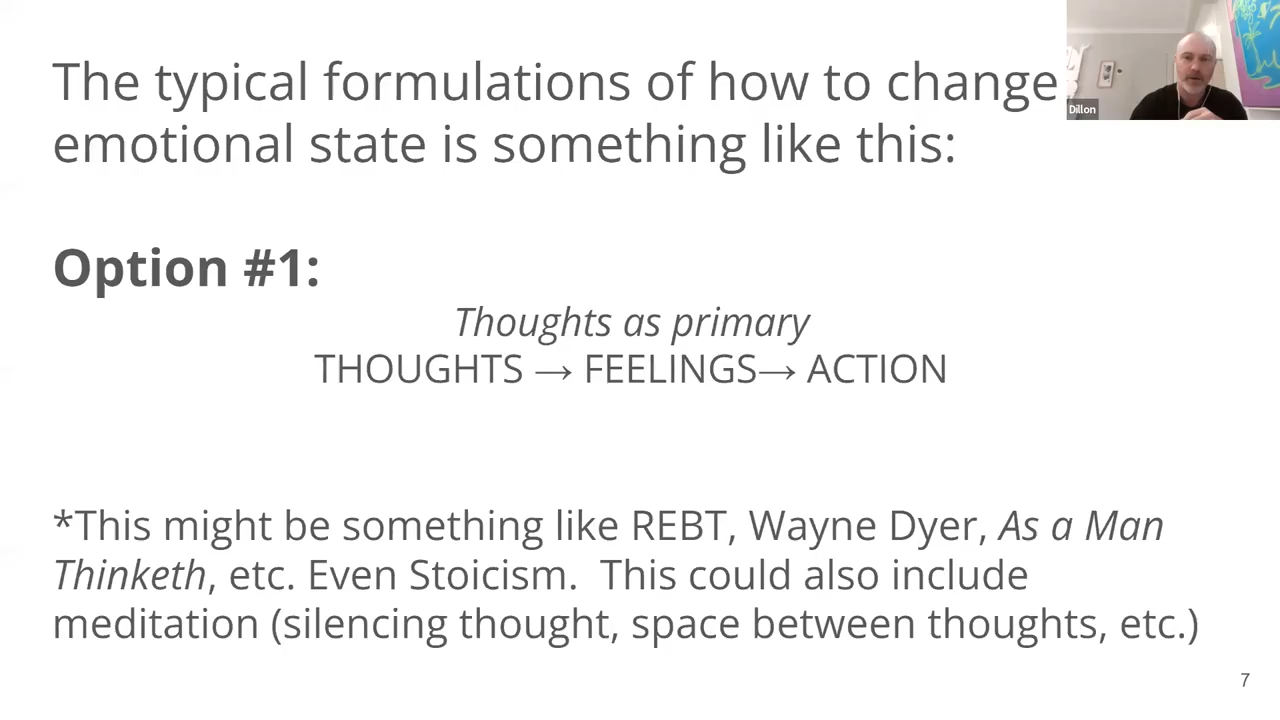 The typical formulations of how to change
emotional state is something like this:
Dillon
Option #1:
Thoughts as primary
THOUGHTS → FEELINGS→ ACTION
*This might be something like REBT, Wayne Dyer, As a Man
Thinketh, etc. Even Stoicism.  This could also include
meditation (silencing thought, space between thoughts, etc.)
7